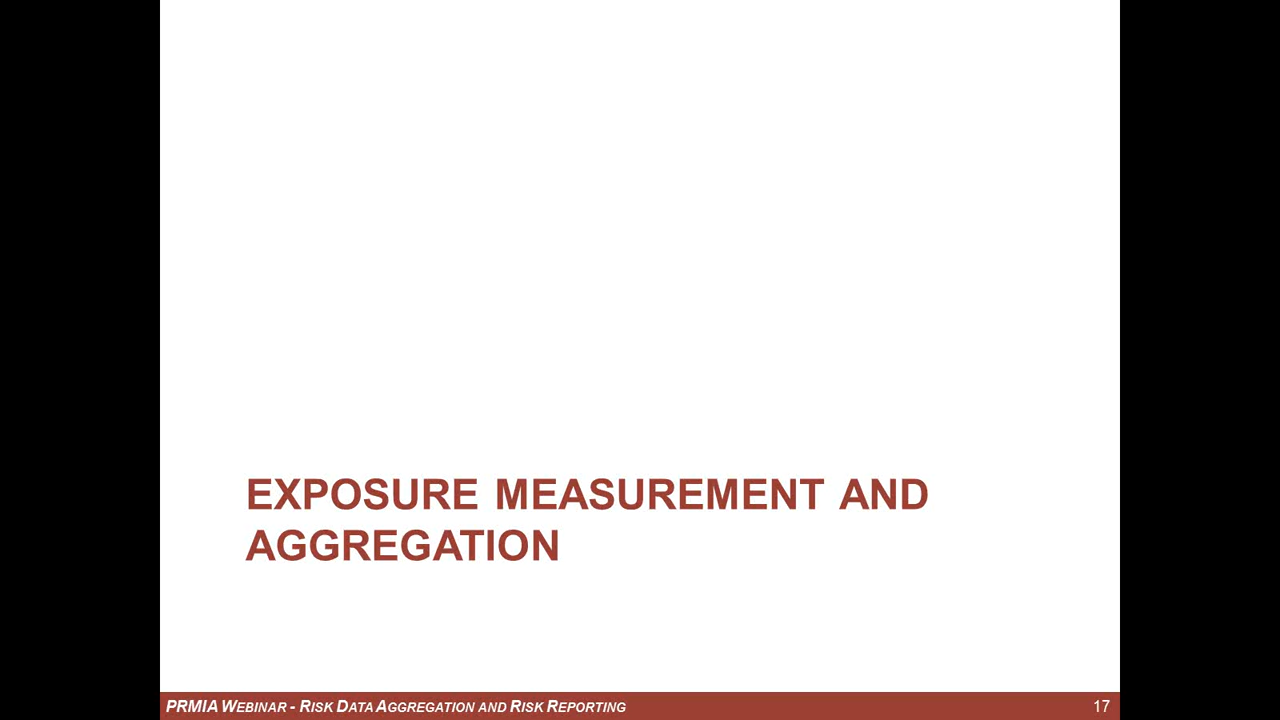 EXPOSURE MEASUREMENT AND
AGGREGATION
PRMIA WEBINAR - RISK DATA AGGREGATION AND RISK REPORTING
17